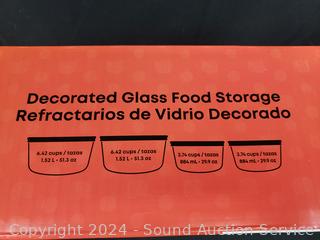 Decorated Glass Food Storage
Refractarios de Vidrio Decorado
6.42 cups / tazas
1.52 L - 51.3 oz
6.42 cups / tazas
1.52 L - 51.3 oz
3.74 cups / tazas
884 mL - 29.9 oz
3.74 cups / tazas
884 mL - 29.9 oz
Copyright 2024 - Sound Auction Service